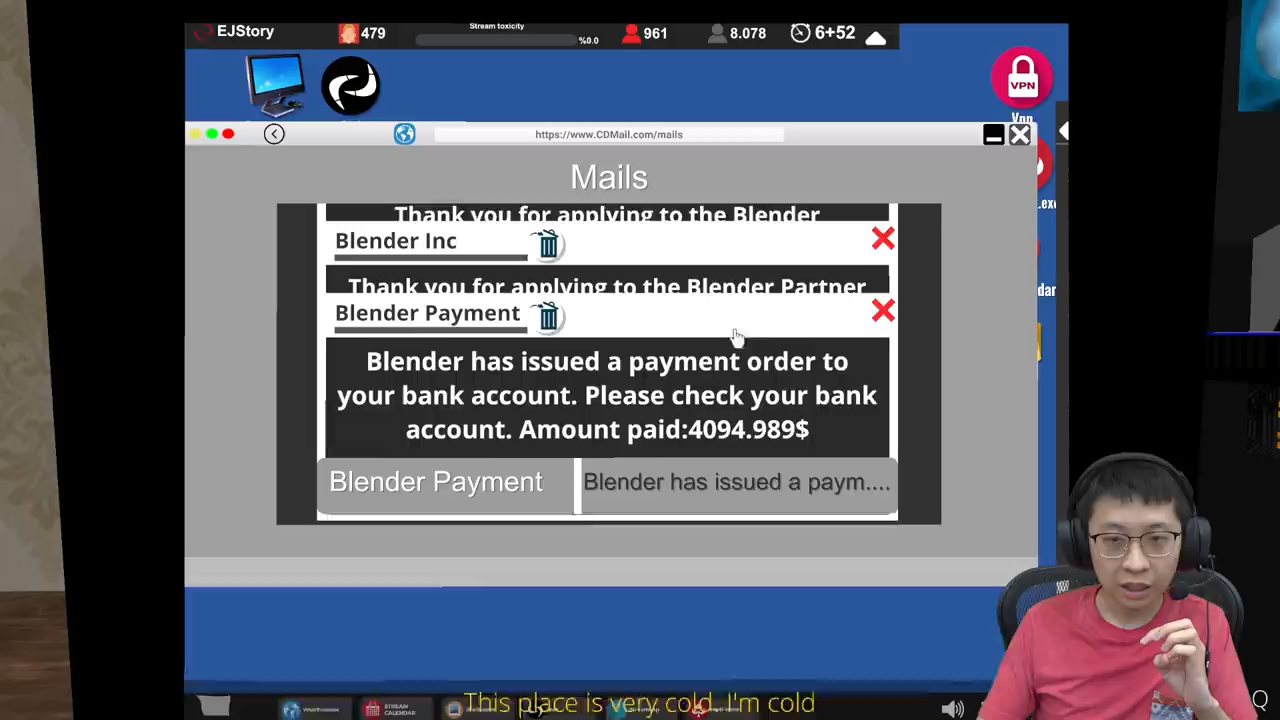 EJStory
479
Stream toxicity
%0.0
961
8.078
6+52
VPN
Vpn
https://www.CDMail.com/mails
Mails
Thank you for applying to the Blender
Blender Inc
Thank you for applying to the Blender Partner
Blender Payment
Blender has issued a payment order to
your bank account. Please check your bank
account. Amount paid:4094.989$
Blender Payment
Blender has issued a paym....
STREAM
CALENDAR
This place is very cold, I'm cold
Q